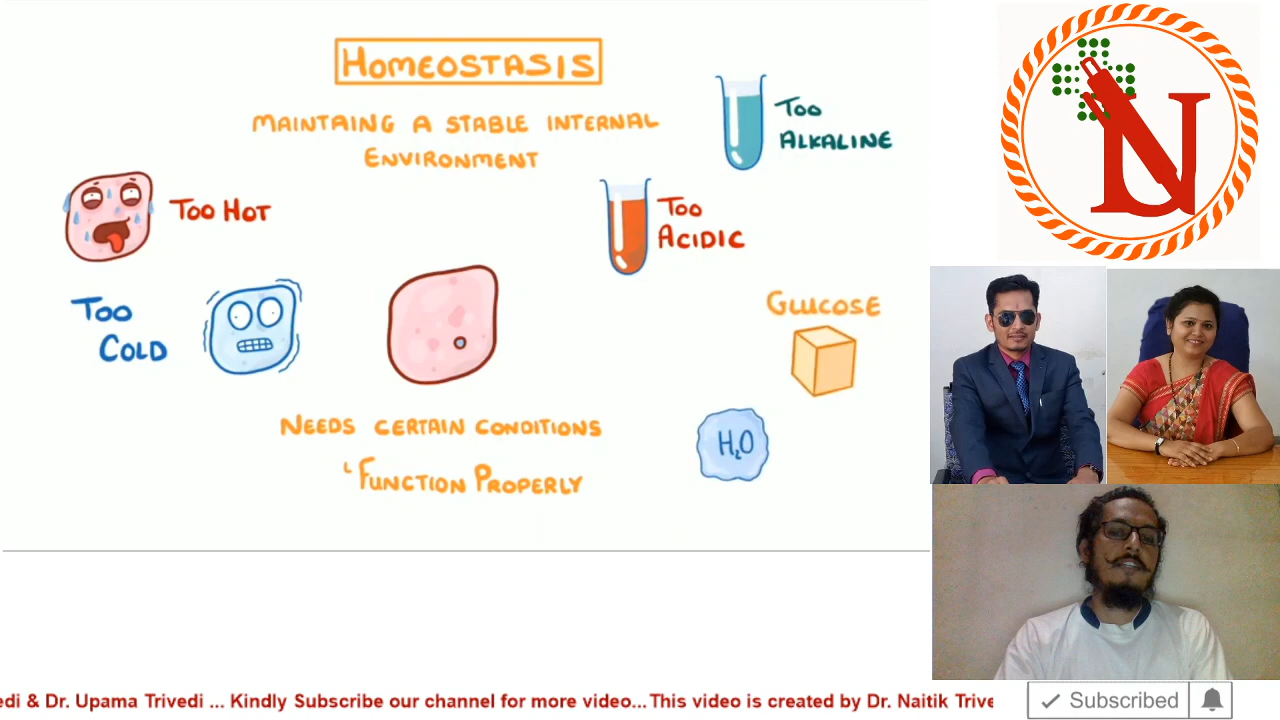 HOMEOSTASIS
MAINTAING A STABLE INTERNAL
ENVIRONMENT
TOO
ALKALINE
TOO HOT
TOO
ACIDIC
TOO
COLD
GLUCOSE
H2O
NEEDS CERTAIN CONDITIONS
FUNCTION PROPERLY
NU
edi & Dr. Upama Trivedi ... Kindly Subscribe our channel for more video... This video is created by Dr. Naitik Trive
Subscribed